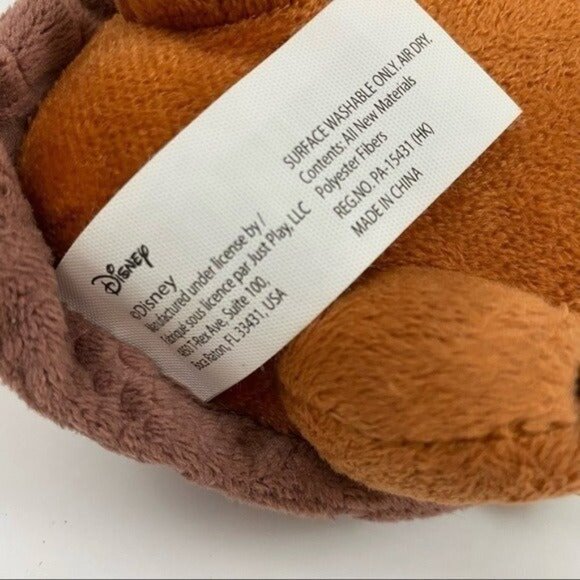 Disney
©Disney
Manufactured under license by /
Fabriqué sous licence par Just Play, LLC
4850 T-Rex Ave, Suite 100,
Boca Raton, FL 33431, USA
SURFACE WASHABLE ONLY. AIR DRY.
Contents: All New Materials
Polyester Fibers
REG.NO. PA-15431 (HK)
MADE IN CHINA